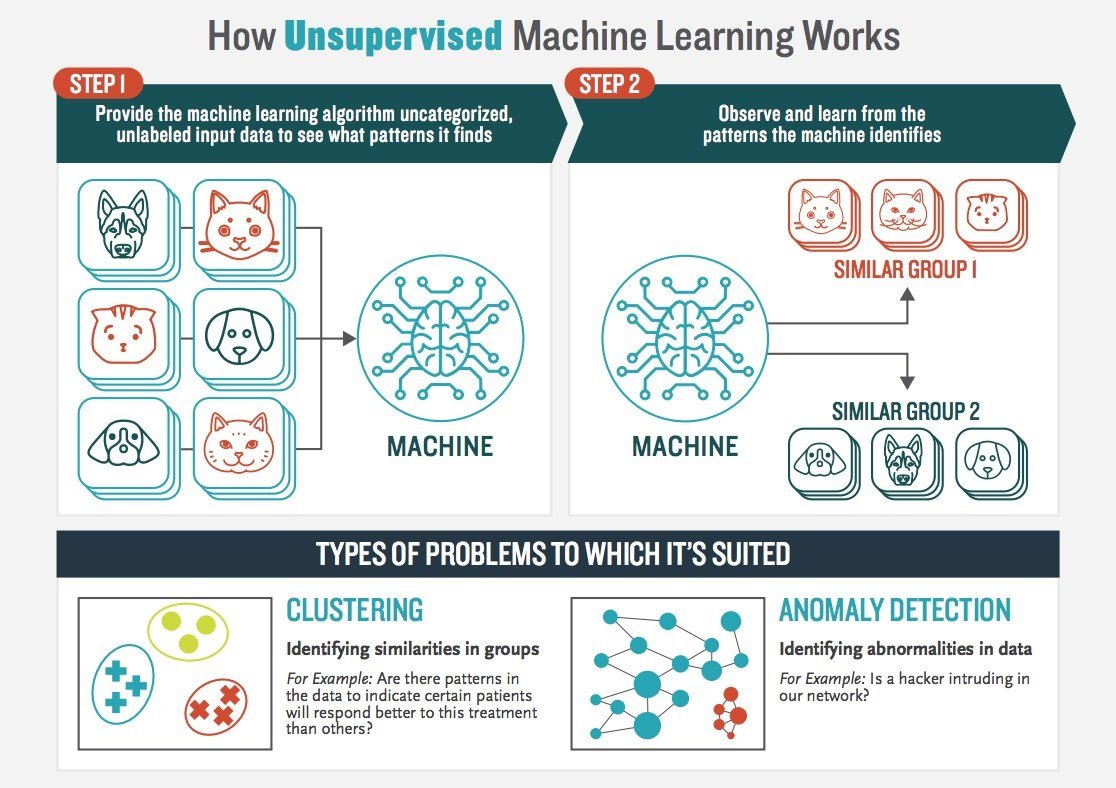 How Unsupervised Machine Learning Works
STEP 1
Provide the machine learning algorithm uncategorized,
unlabeled input data to see what patterns it finds
MACHINE
STEP 2
Observe and learn from the
patterns the machine identifies
SIMILAR GROUP 1
MACHINE
SIMILAR GROUP 2
TYPES OF PROBLEMS TO WHICH IT'S SUITED
CLUSTERING
Identifying similarities in groups
For Example: Are there patterns in
the data to indicate certain patients
will respond better to this treatment
than others?
ANOMALY DETECTION
Identifying abnormalities in data
For Example: Is a hacker intruding in
our network?